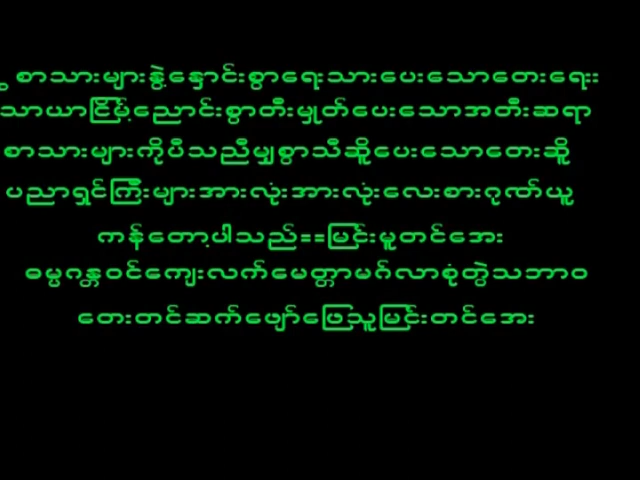 စာသားများနွဲ့နှောင်းစွာရေးသားပေးသောတေးရေး
သာယာငြိမ့်ညောင်းစွာတီးမှုတ်ပေးသောအတီးဆရာ
စာသားများကိုပီသညီမျှစွာသီဆိုပေးသောတေးဆို
ပညာရှင်ကြီးများအားလုံးအားလုံးလေးစားဂုဏ်ယူ
ကန်တော့ပါသည်==မြင်းမူတင်အေး
ဓမ္မဂန္တဝင်ကျေးလက်မေတ္တာမဂ်လာစုံတွဲသဘာဝ
တေးတင်ဆက်ဖျော်ဖြေသူမြင်းတင်အေး